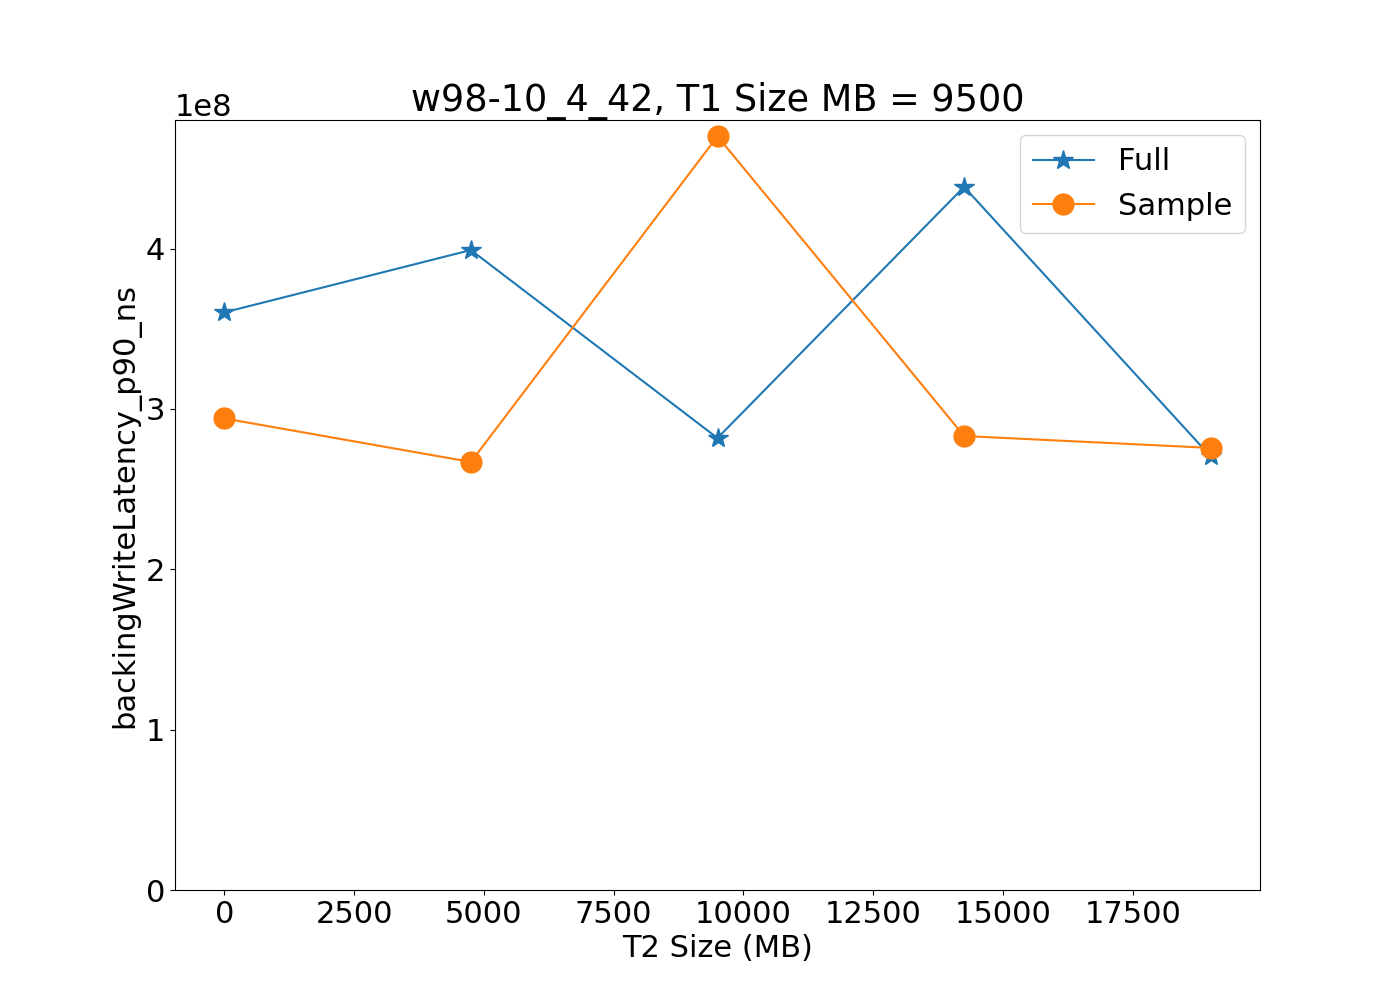 w98-10_4_42, T1 Size MB = 9500
1e8
Full
Sample
4
3
2
1
0
backingWriteLatency_p90_ns
0 2500 5000 7500 10000 12500 15000 17500
T2 Size (MB)